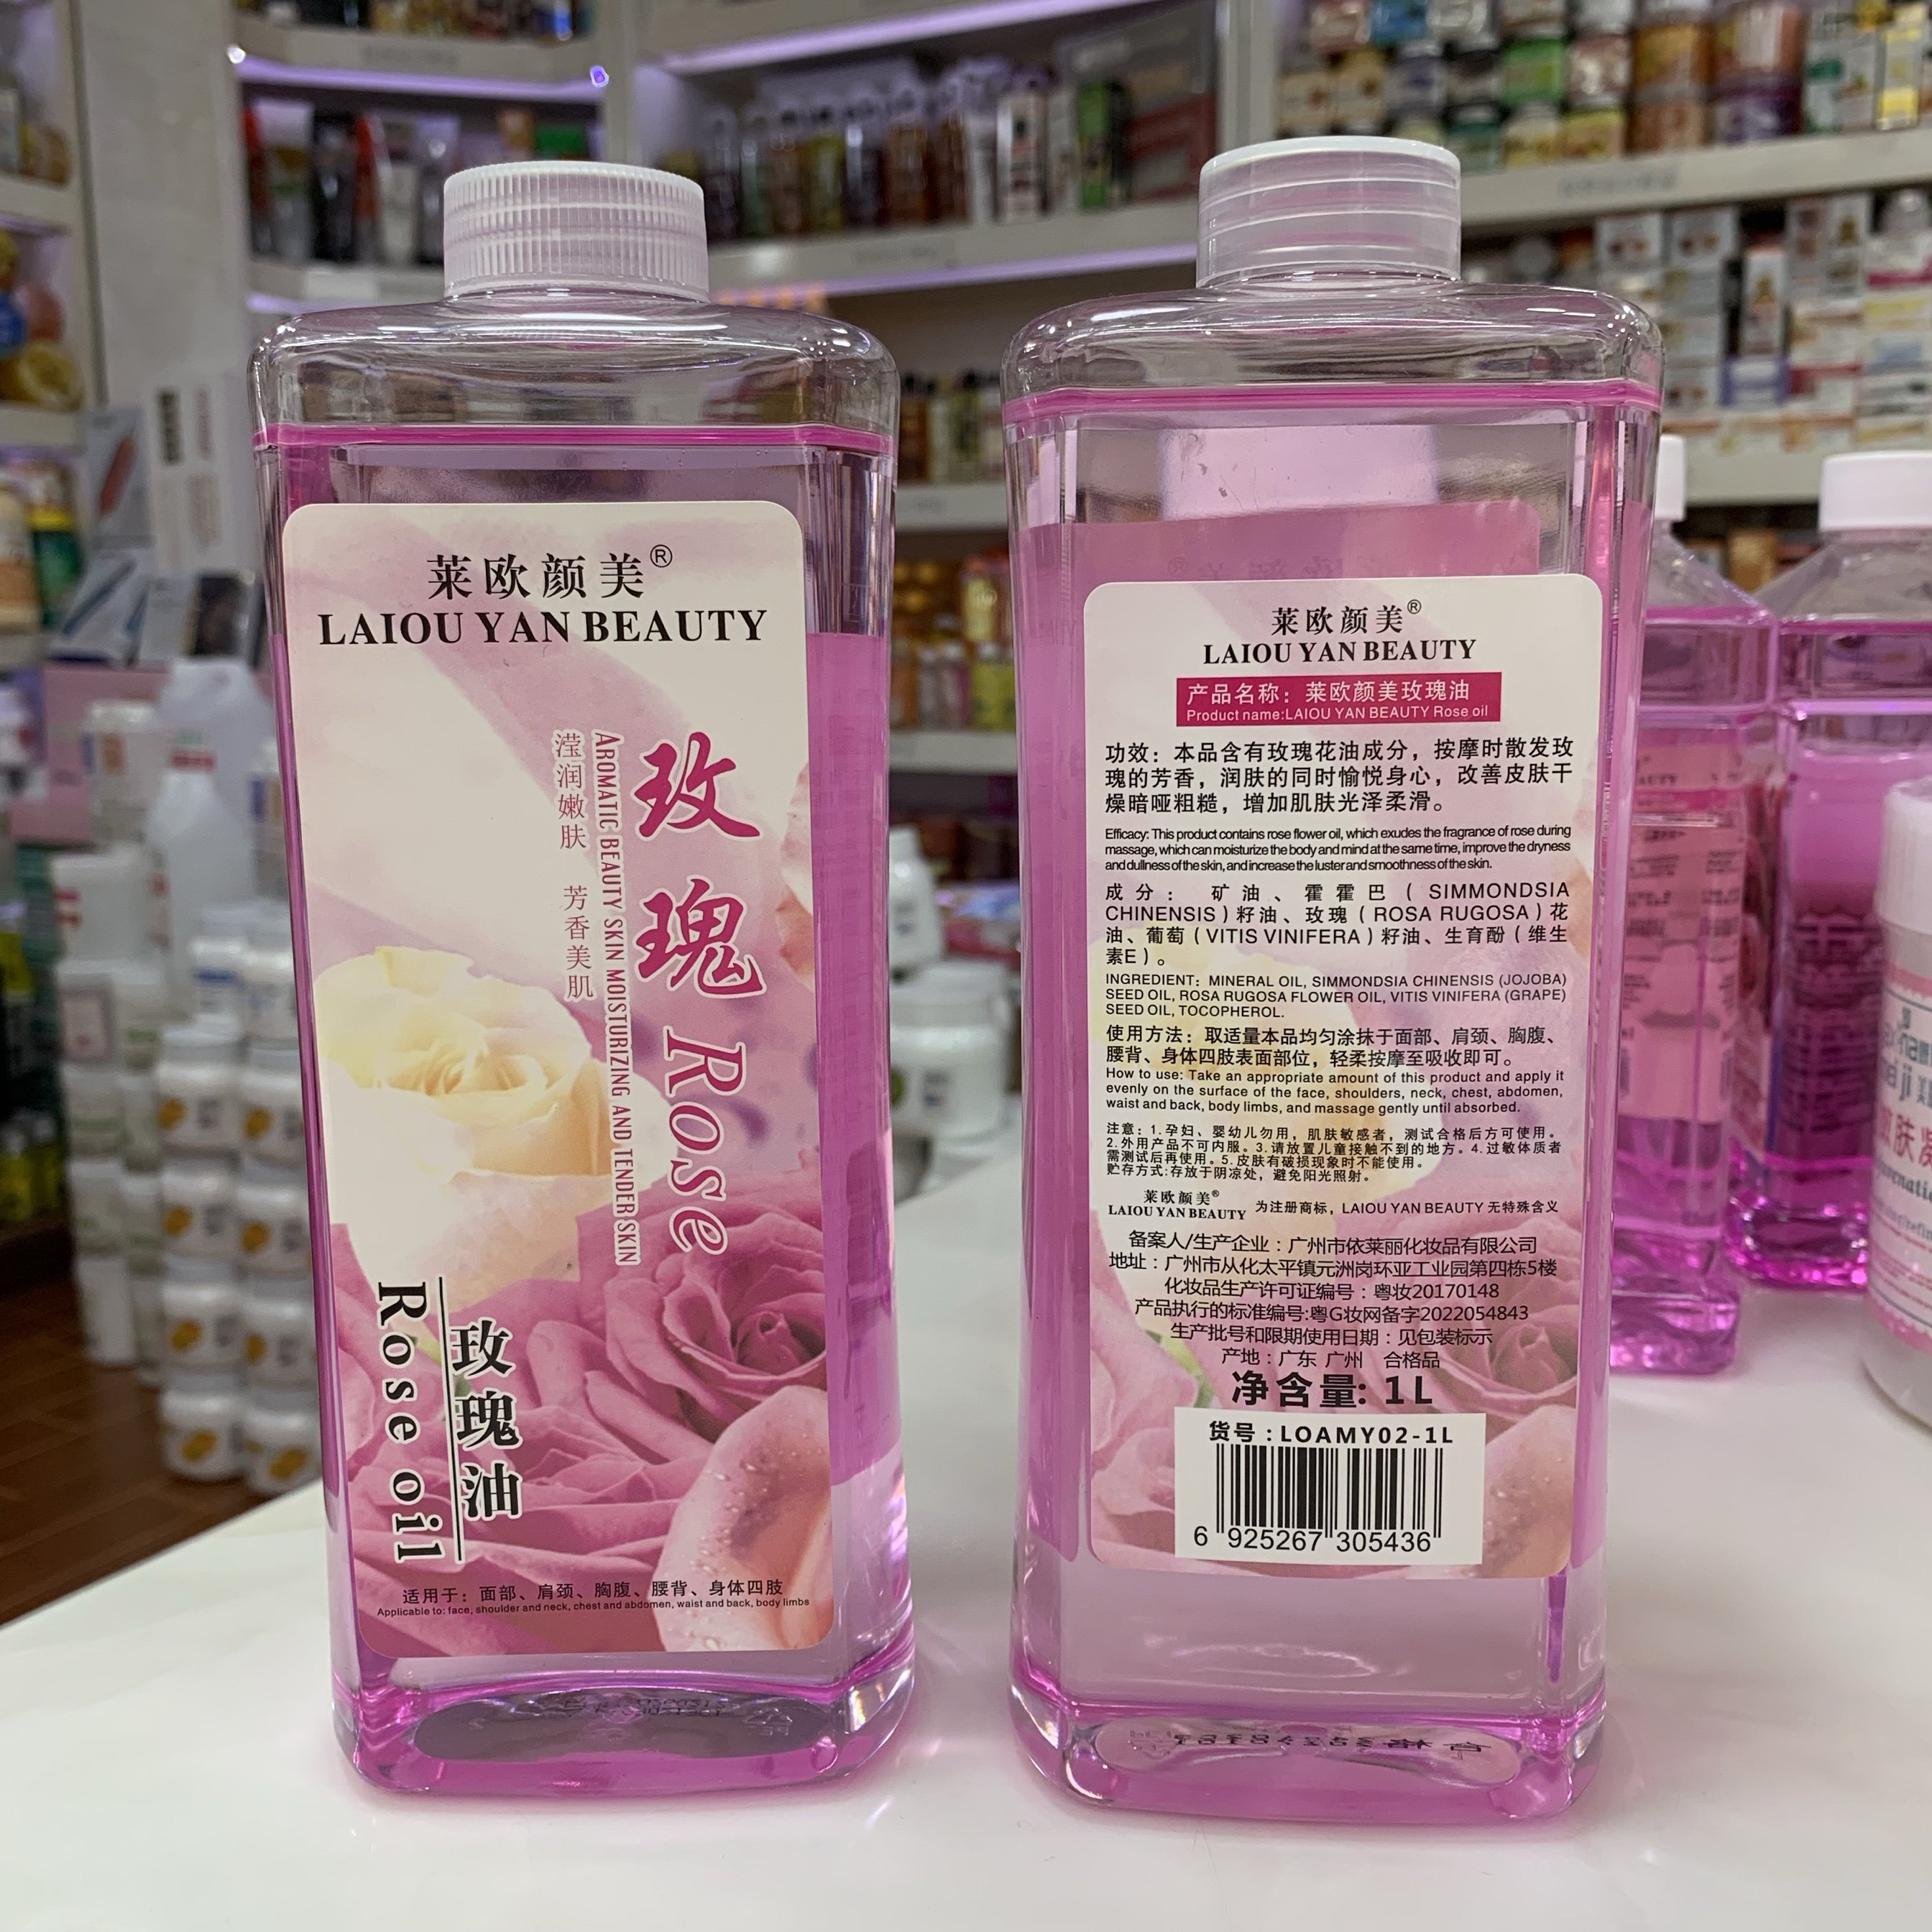 莱欧颜美®
LAIOU YAN BEAUTY
玫瑰 Rose
AROMATIC BEAUTY SKIN MOISTURIZING AND TENDER SKIN
滢润嫩肤 芳香美肌
玫瑰油
Rose oil
适用于：面部、肩颈、胸腹、腰背、身体四肢
Applicable to: face, shoulder and neck, chest and abdomen, waist and back, body limbs
莱欧颜美®
LAIOU YAN BEAUTY
产品名称：莱欧颜美玫瑰油
Product name:LAIOU YAN BEAUTY Rose oil
功效：本品含有玫瑰花油成分，按摩时散发玫
瑰的芳香，润肤的同时愉悦身心，改善皮肤干
燥暗哑粗糙，增加肌肤光泽柔滑。
Efficacy: This product contains rose flower oil, which exudes the fragrance of rose during
massage, which can moisturize the body and mind at the same time, improve the dryness
and dullness of the skin, and increase the luster and smoothness of the skin.
成分： 矿油、霍霍巴（SIMMONDSIA
CHINENSIS）籽油、玫瑰（ROSA RUGOSA）花
油、葡萄（VITIS VINIFERA）籽油、生育酚（维生
素E）。
INGREDIENT: MINERAL OIL, SIMMONDSIA CHINENSIS (JOJOBA)
SEED OIL, ROSA RUGOSA FLOWER OIL, VITIS VINIFERA (GRAPE)
SEED OIL, TOCOPHEROL.
使用方法：取适量本品均匀涂抹于面部、肩颈、胸腹、
腰背、身体四肢表面部位，轻柔按摩至吸收即可。
How to use: Take an appropriate amount of this product and apply it
evenly on the surface of the face, shoulders, neck, chest, abdomen,
waist and back, body limbs, and massage gently until absorbed.
注意：1.孕妇、婴幼儿勿用，肌肤敏感者，测试合格后方可使用。
2.外用产品不可内服。3.请放置儿童接触不到的地方。4.过敏体质者
需测试后再使用。5.皮肤有破损现象时不能使用。
贮存方式:存放于阴凉处，避免阳光照射。
莱欧颜美®
LAIOU YAN BEAUTY 为注册商标，LAIOU YAN BEAUTY 无特殊含义
备案人/生产企业：广州市依莱丽化妆品有限公司
地址：广州市从化太平镇元洲岗环亚工业园第四栋5楼
化妆品生产许可证编号：粤妆20170148
产品执行的标准编号:粤G妆网备字2022054843
生产批号和限期使用日期：见包装标示
产地：广东 广州 合格品
净含量: 1L
货号：LOAMY02-1L
6 925267 305436